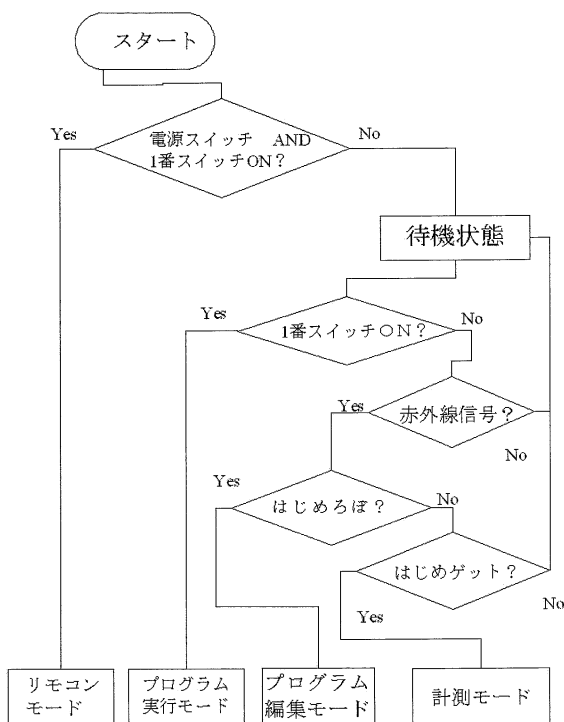 スタート
Yes
電源スイッチ AND
1番スイッチON?
No
待機状態
Yes
1番スイッチON?
No
Yes
赤外線信号?
No
Yes
はじめろぼ?
No
はじめゲット?
No
Yes
リモコン
モード
プログラム
実行モード
プログラム
編集モード
計測モード